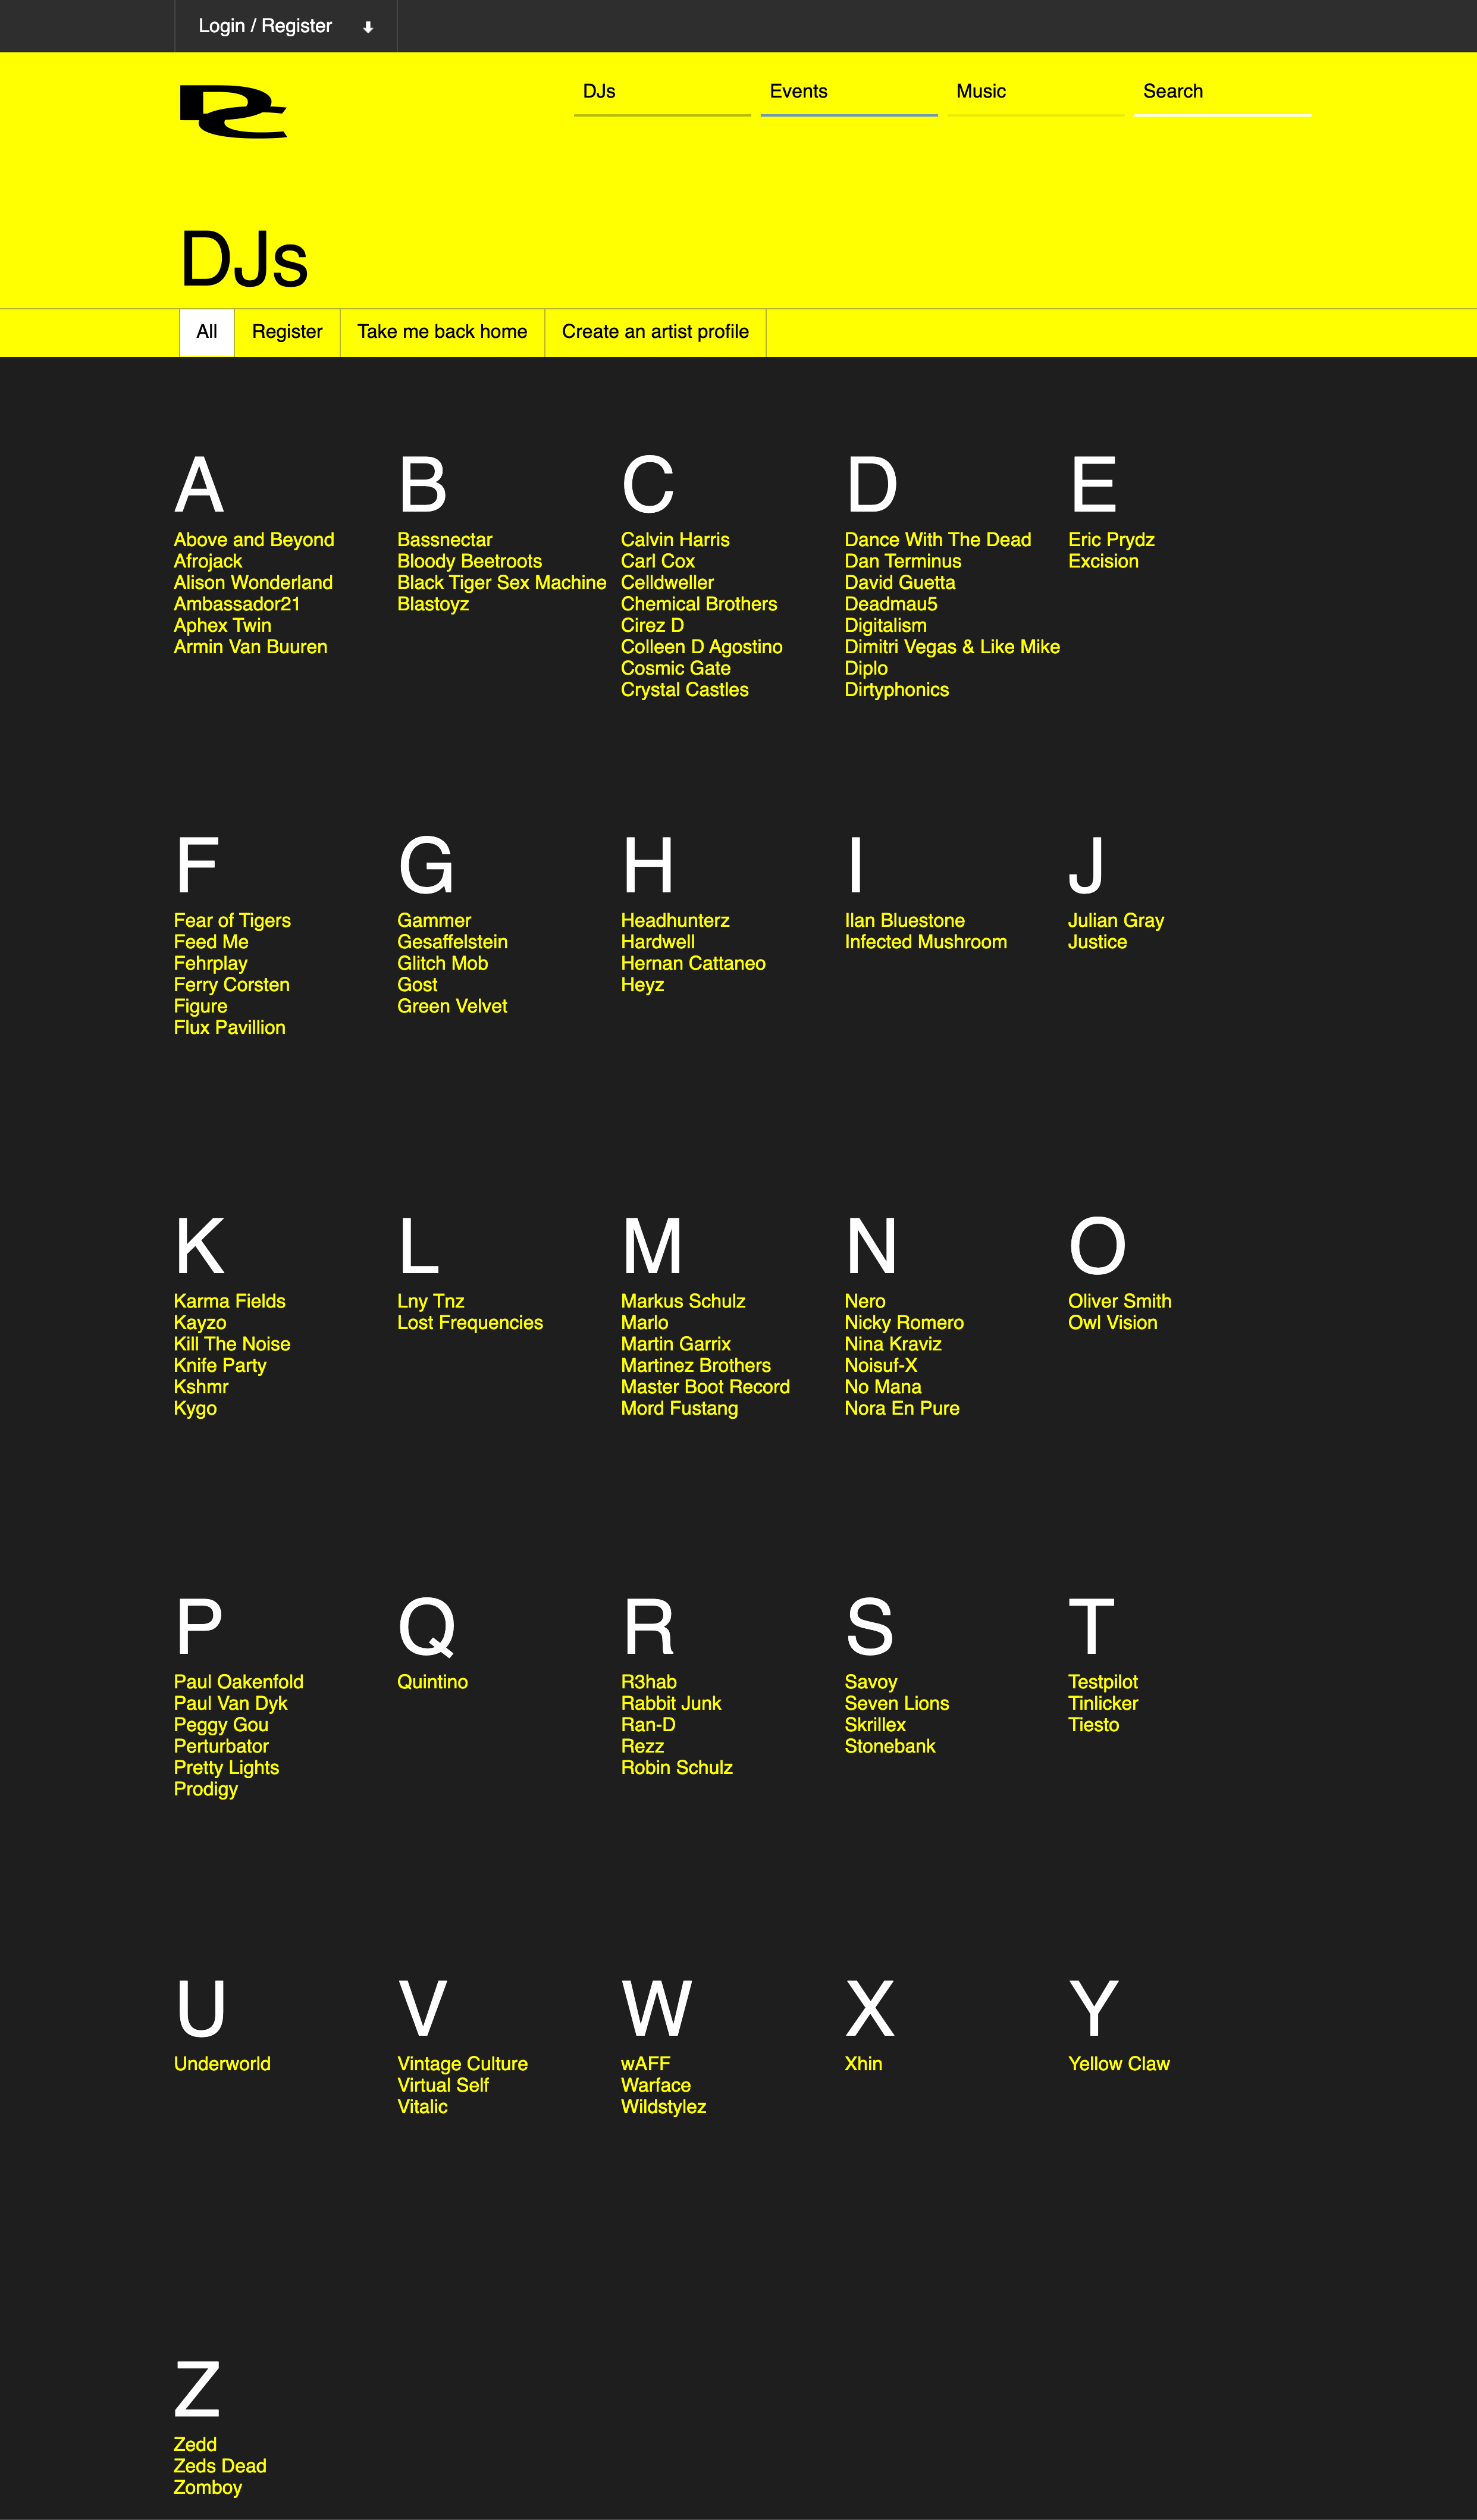 Login / Register
DJs
Events
Music
Search
DJs
All
Register
Take me back home
Create an artist profile
A
Above and Beyond
Afrojack
Alison Wonderland
Ambassador21
Aphex Twin
Armin Van Buuren
B
Bassnectar
Bloody Beetroots
Black Tiger Sex Machine
Blastoyz
C
Calvin Harris
Carl Cox
Celldweller
Chemical Brothers
Cirez D
Colleen D Agostino
Cosmic Gate
Crystal Castles
D
Dance With The Dead
Dan Terminus
David Guetta
Deadmau5
Digitalism
Dimitri Vegas & Like Mike
Diplo
Dirtyphonics
E
Eric Prydz
Excision
F
Fear of Tigers
Feed Me
Fehrplay
Ferry Corsten
Figure
Flux Pavillion
G
Gammer
Gesaffelstein
Glitch Mob
Gost
Green Velvet
H
Headhunterz
Hardwell
Hernan Cattaneo
Heyz
I
Ilan Bluestone
Infected Mushroom
J
Julian Gray
Justice
K
Karma Fields
Kayzo
Kill The Noise
Knife Party
Kshmr
Kygo
L
Lny Tnz
Lost Frequencies
M
Markus Schulz
Marlo
Martin Garrix
Martinez Brothers
Master Boot Record
Mord Fustang
N
Nero
Nicky Romero
Nina Kraviz
Noisuf-X
No Mana
Nora En Pure
O
Oliver Smith
Owl Vision
P
Paul Oakenfold
Paul Van Dyk
Peggy Gou
Perturbator
Pretty Lights
Prodigy
Q
Quintino
R
R3hab
Rabbit Junk
Ran-D
Rezz
Robin Schulz
S
Savoy
Seven Lions
Skrillex
Stonebank
T
Testpilot
Tinlicker
Tiesto
U
Underworld
V
Vintage Culture
Virtual Self
Vitalic
W
wAFF
Warface
Wildstylez
X
Xhin
Y
Yellow Claw
Z
Zedd
Zeds Dead
Zomboy